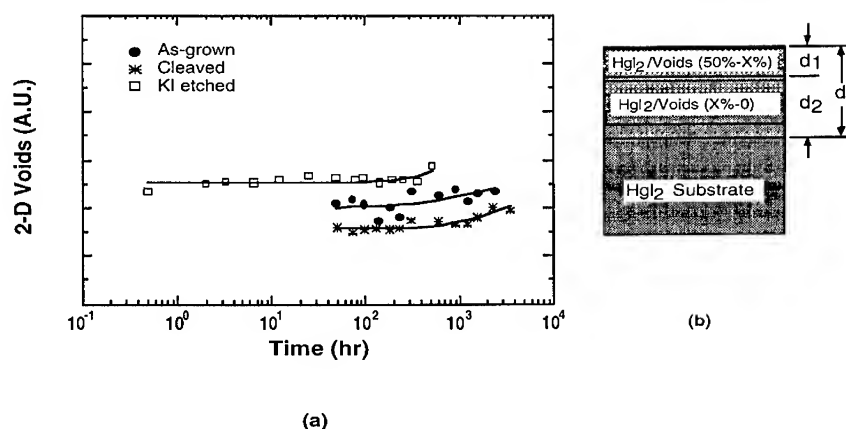 As-grown
Cleaved
KI etched
2-D Voids (A.U.)
10⁻¹ 10⁰ 10¹ 10² 10³ 10⁴
Time (hr)
(a)
HgI₂/Voids (50%-X%)
HgI₂/Voids (X%-0)
HgI₂ Substrate
d1
d2
d
(b)